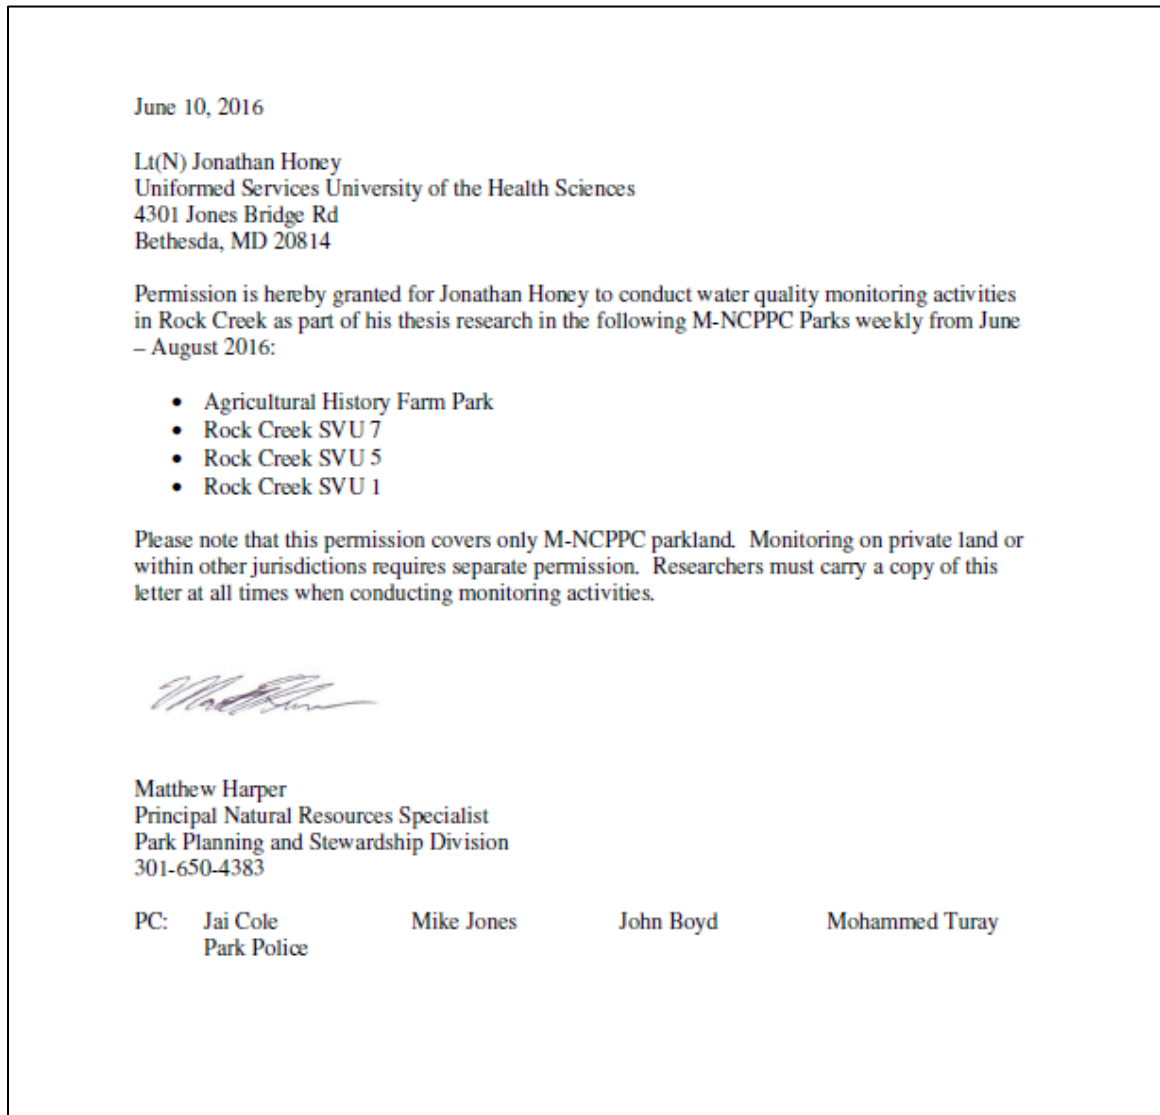 June 10, 2016
Lt(N) Jonathan Honey
Uniformed Services University of the Health Sciences
4301 Jones Bridge Rd
Bethesda, MD 20814
Permission is hereby granted for Jonathan Honey to conduct water quality monitoring activities
in Rock Creek as part of his thesis research in the following M-NCPPC Parks weekly from June
– August 2016:
• Agricultural History Farm Park
• Rock Creek SVU 7
• Rock Creek SVU 5
• Rock Creek SVU 1
Please note that this permission covers only M-NCPPC parkland.  Monitoring on private land or
within other jurisdictions requires separate permission.  Researchers must carry a copy of this
letter at all times when conducting monitoring activities.
Matthew Harper
Principal Natural Resources Specialist
Park Planning and Stewardship Division
301-650-4383
PC: Jai Cole Mike Jones John Boyd Mohammed Turay
Park Police